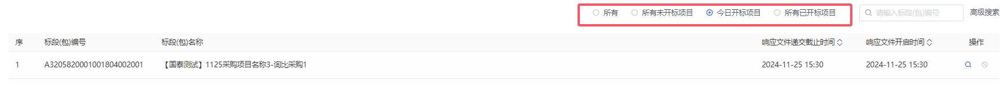 所有 所有未开标项目 今日开标项目 所有已开标项目 请输入标段(包)编号 高级搜索
序 标段(包)编号 标段(包)名称 响应文件递交截止时间 响应文件开启时间 操作
1 A3205820001001804002001 【国泰测试】1125采购项目名称3-询比采购1 2024-11-25 15:30 2024-11-25 15:30